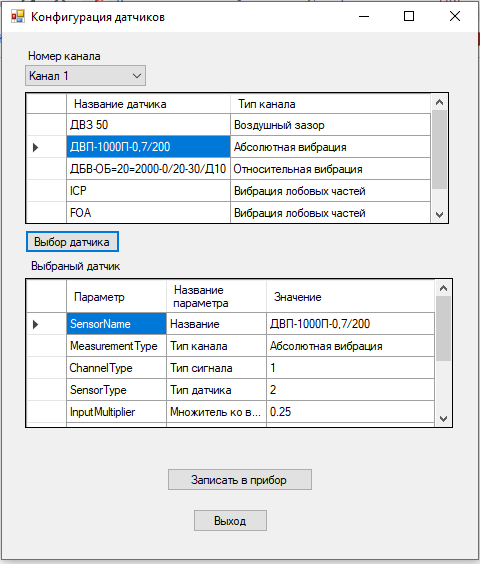 Конфигурация датчиков
Номер канала
Канал 1
Название датчика Тип канала
ДВЗ 50 Воздушный зазор
ДВП-1000П-0,7/200 Абсолютная вибрация
ДБВ-ОБ=20=2000-0/20-30/Д10 Относительная вибрация
ICP Вибрация лобовых частей
FOA Вибрация лобовых частей
Выбор датчика
Выбраный датчик
Параметр Название параметра Значение
SensorName Название ДВП-1000П-0,7/200
MeasurementType Тип канала Абсолютная вибрация
ChannelType Тип сигнала 1
SensorType Тип датчика 2
InputMultiplier Множитель ко в... 0.25
Записать в прибор
Выход